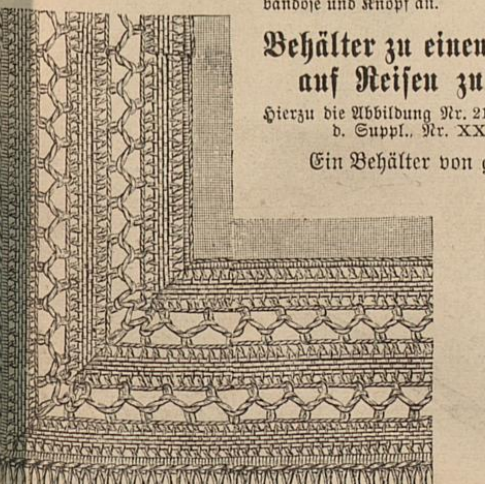 bandöse und Knopf an.
Behälter zu einem
auf Reisen zu
Hierzu die Abbildung Nr. 21
d. Suppl., Nr. XX
Ein Behälter von g